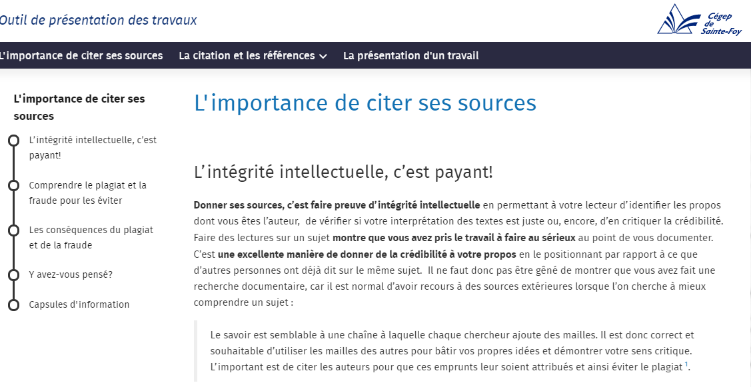 Outil de présentation des travaux
Cégep
de
Sainte-Foy
L'importance de citer ses sources
La citation et les références
La présentation d'un travail
L'importance de citer ses
sources
L'intégrité intellectuelle, c'est
payant!
Comprendre le plagiat et la
fraude pour les éviter
Les conséquences du plagiat
et de la fraude
Y avez-vous pensé?
Capsules d'information
L'importance de citer ses sources
L'intégrité intellectuelle, c'est payant!
Donner ses sources, c'est faire preuve d'intégrité intellectuelle en permettant à votre lecteur d'identifier les propos
dont vous êtes l'auteur, de vérifier si votre interprétation des textes est juste ou, encore, d'en critiquer la crédibilité.
Faire des lectures sur un sujet montre que vous avez pris le travail à faire au sérieux au point de vous documenter.
C'est une excellente manière de donner de la crédibilité à votre propos en le positionnant par rapport à ce que
d'autres personnes ont déjà dit sur le même sujet. Il ne faut donc pas être gêné de montrer que vous avez fait une
recherche documentaire, car il est normal d'avoir recours à des sources extérieures lorsque l'on cherche à mieux
comprendre un sujet :
Le savoir est semblable à une chaîne à laquelle chaque chercheur ajoute des mailles. Il est donc correct et
souhaitable d'utiliser les mailles des autres pour bâtir vos propres idées et démontrer votre sens critique.
L'important est de citer les auteurs pour que ces emprunts leur soient attribués et ainsi éviter le plagiat 1.